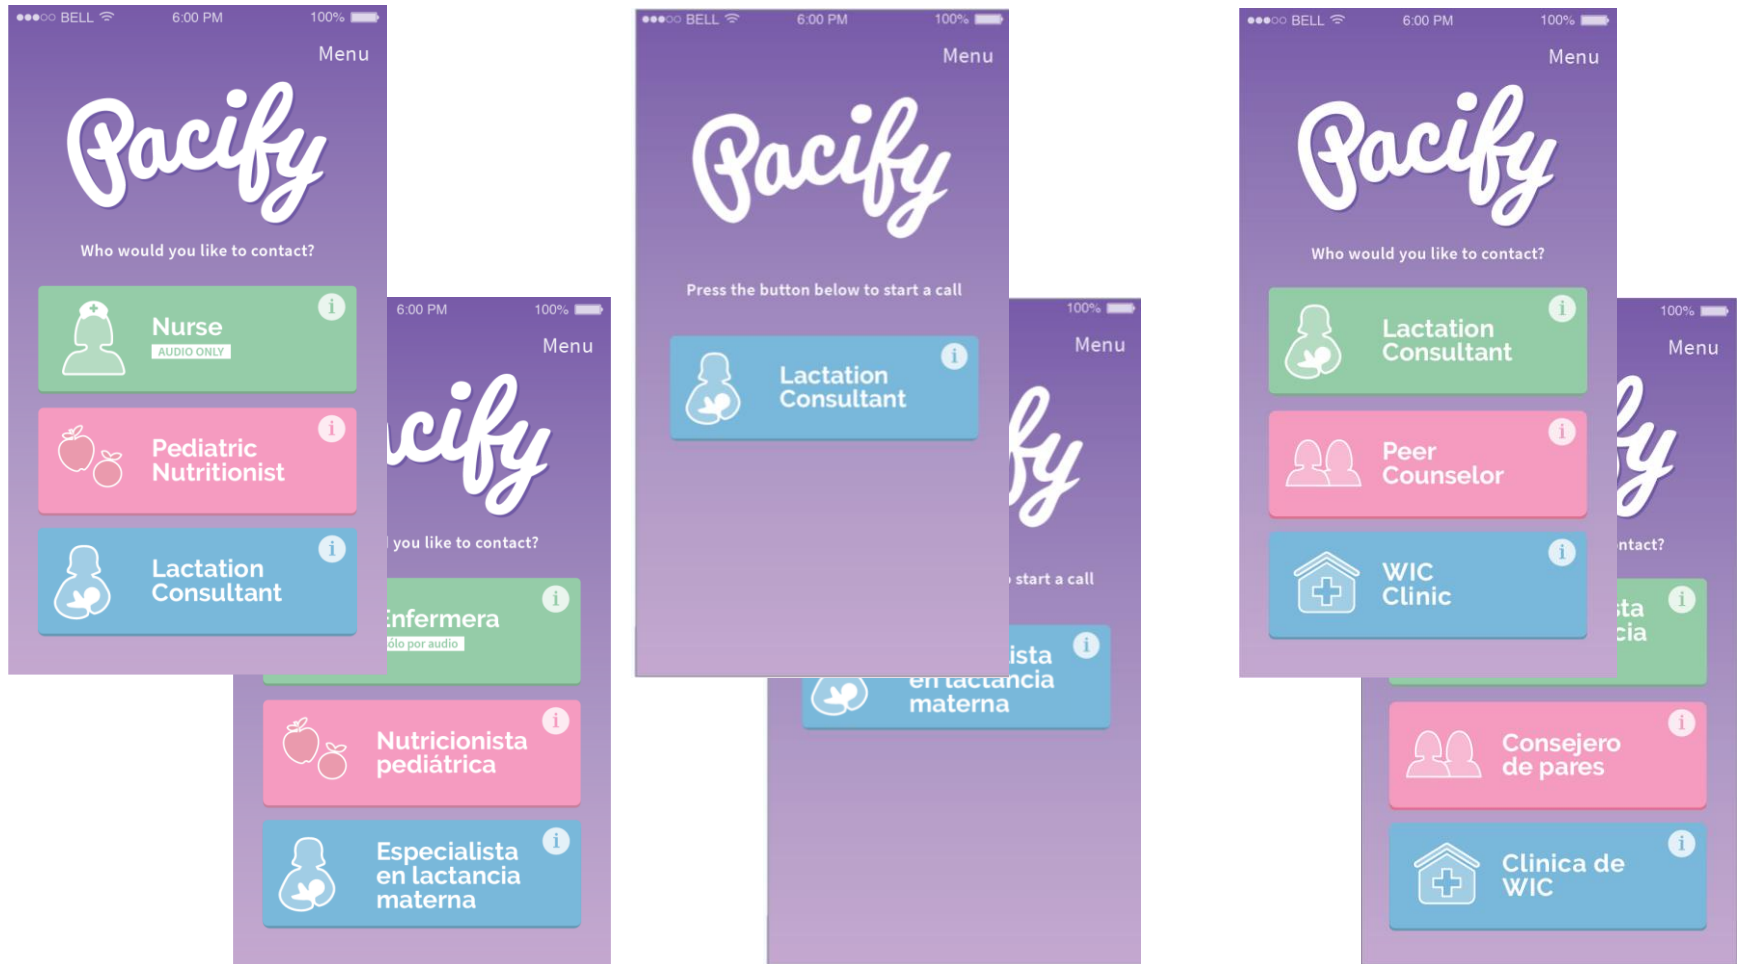 BELL 6:00 PM 100%
Menu
Pacify
Who would you like to contact?
Nurse
AUDIO ONLY
Pediatric
Nutritionist
Lactation
Consultant
6:00 PM 100%
Menu
you like to contact?
Enfermera
sólo por audio
Nutricionista
pediátrica
Especialista
en lactancia
materna
BELL 6:00 PM 100%
Menu
Pacify
Press the button below to start a call
Lactation
Consultant
100%
Menu
start a call
ista
en lactancia
materna
BELL 6:00 PM 100%
Menu
Pacify
Who would you like to contact?
Lactation
Consultant
Peer
Counselor
WIC
Clinic
100%
Menu
ntact?
sta
cia
Consejero
de pares
Clinica de
WIC